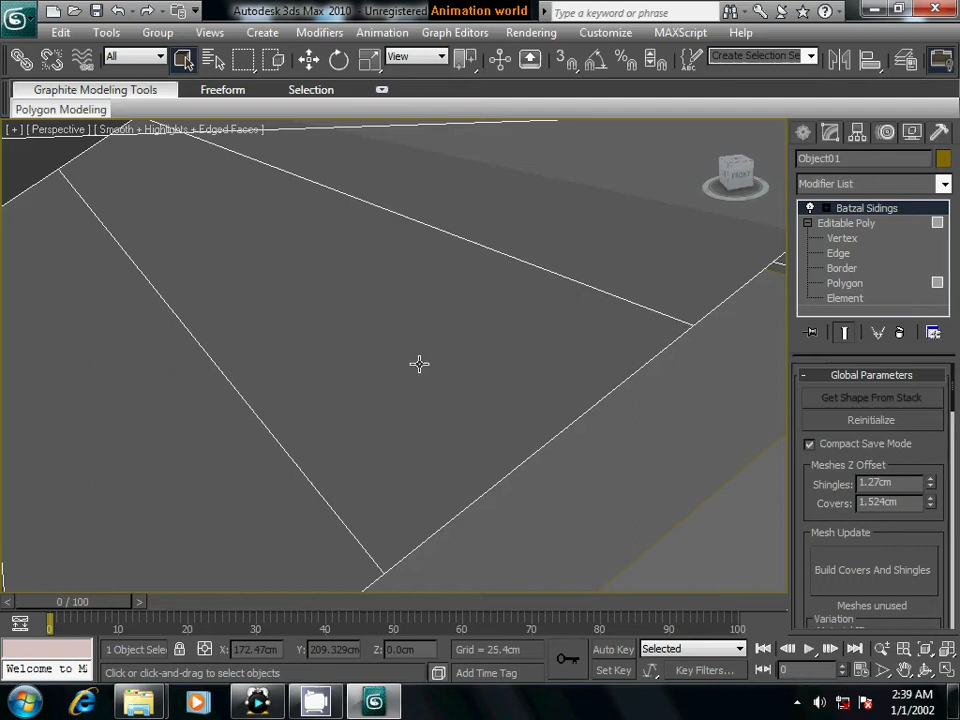 Autodesk 3ds Max 2010 - Unregistered Animation world
Type a keyword or phrase
Edit Tools Group Views Create Modifiers Animation Graph Editors Rendering Customize MAXScript Help
All View 3 % Create Selection Se
Graphite Modeling Tools Freeform Selection
Polygon Modeling
[ + ] [ Perspective ] [ Smooth + Highlights + Edged Faces ]
FRONT
Object01
Modifier List
Batzal Sidings
Editable Poly
Vertex
Edge
Border
Polygon
Element
- Global Parameters
Get Shape From Stack
Reinitialize
Compact Save Mode
Meshes Z Offset
Shingles: 1.27cm
Covers: 1.524cm
Mesh Update
Build Covers And Shingles
Meshes unused
Variation
< 0 / 100 >
0 10 20 30 40 50 60 70 80 90 100
1 Object Selec X: 172.47cm Y: 209.329cm Z: 0.0cm Grid = 25.4cm Auto Key Selected
Welcome to M Click or click-and-drag to select objects Add Time Tag Set Key Key Filters... 0
2:39 AM
1/1/2002